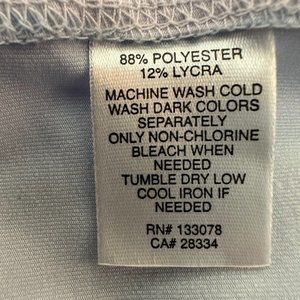 88% POLYESTER
12% LYCRA
MACHINE WASH COLD
WASH DARK COLORS
SEPARATELY
ONLY NON-CHLORINE
BLEACH WHEN
NEEDED
TUMBLE DRY LOW
COOL IRON IF
NEEDED
RN# 133078
CA# 28334